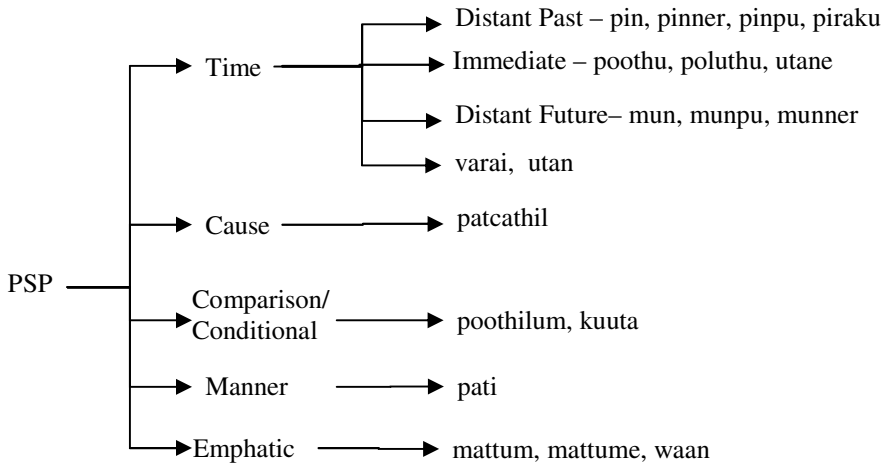 Distant Past – pin, pinner, pinpu, piraku
Time
Immediate – poothu, poluthu, utane
Distant Future– mun, munpu, munner
varai, utan
Cause
patcathil
PSP
Comparison/
Conditional
poothilum, kuuta
Manner
pati
Emphatic
mattum, mattume, waan